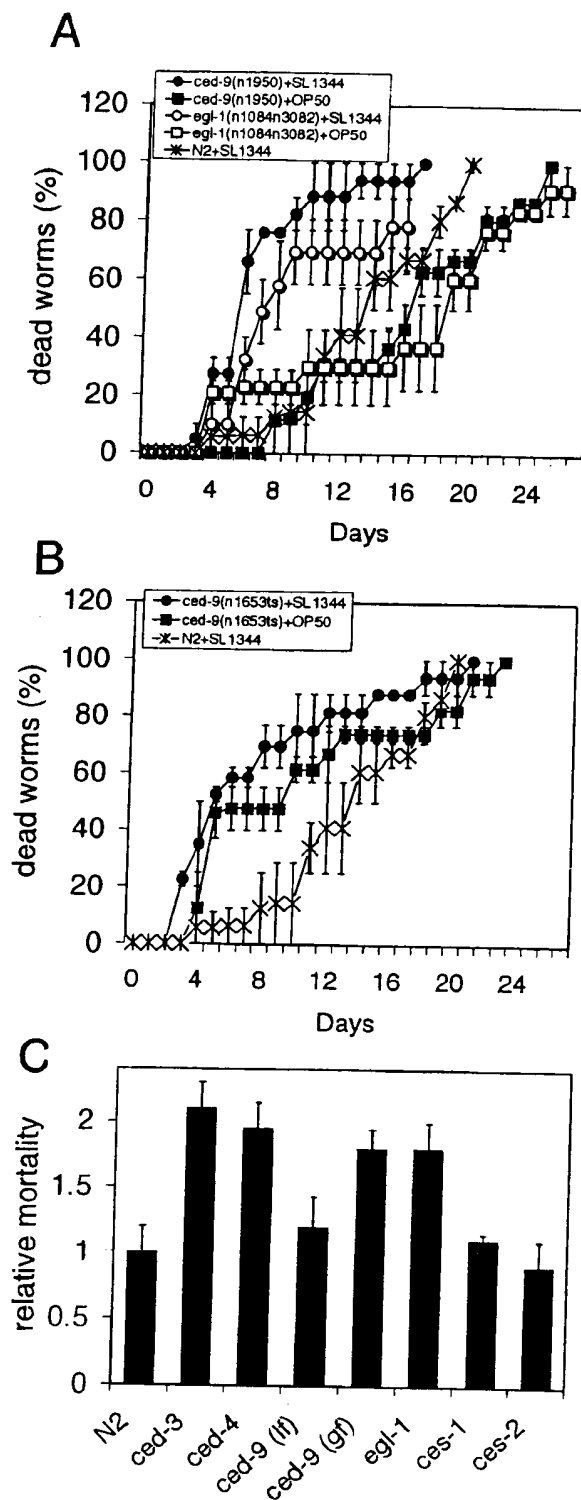 A
ced-9(n1950)+SL1344
ced-9(n1950)+OP50
egl-1(n1084n3082)+SL1344
egl-1(n1084n3082)+OP50
N2+SL1344
dead worms (%)
120
100
80
60
40
20
0
0 4 8 12 16 20 24
Days
B
ced-9(n1653ts)+SL1344
ced-9(n1653ts)+OP50
N2+SL1344
dead worms (%)
120
100
80
60
40
20
0
0 4 8 12 16 20 24
Days
C
relative mortality
2
1.5
1
0.5
0
N2
ced-3
ced-4
ced-9 (lf)
ced-9 (gf)
egl-1
ces-1
ces-2